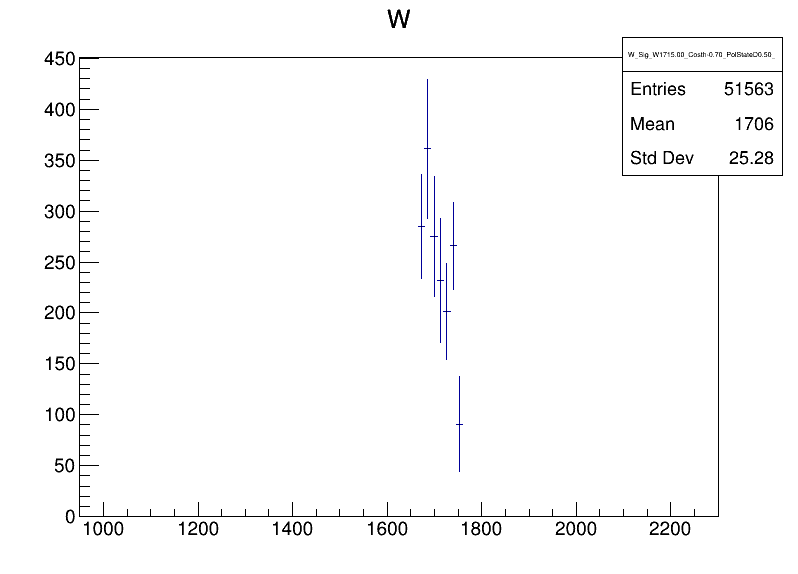 W
W_Sig_W1715.00_Costh-0.70_PolStateD0.50_
Entries 51563
Mean 1706
Std Dev 25.28
450
400
350
300
250
200
150
100
50
0
1000 1200 1400 1600 1800 2000 2200